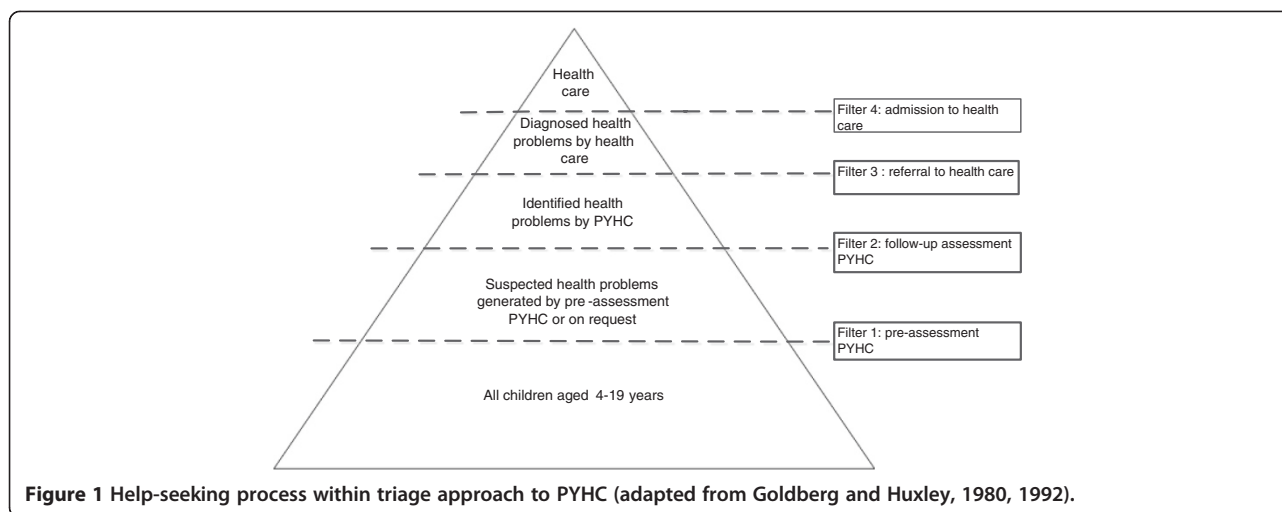 Health
care
Filter 4: admission to health
care
Diagnosed health
problems by health
care
Filter 3 : referral to health care
Identified health
problems by PYHC
Filter 2: follow-up assessment
PYHC
Suspected health problems
generated by pre-assessment
PYHC or on request
Filter 1: pre-assessment
PYHC
All children aged 4-19 years
Figure 1 Help-seeking process within triage approach to PYHC (adapted from Goldberg and Huxley, 1980, 1992).